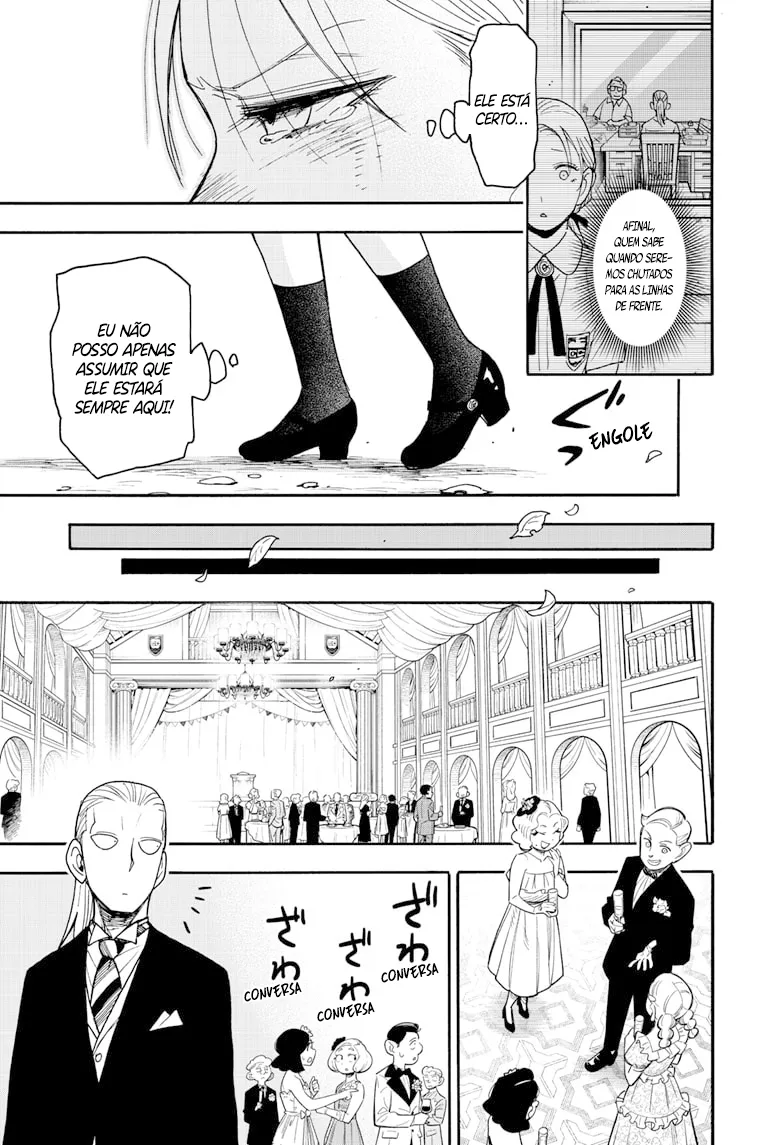 AFINAL,
QUEM SABE
QUANDO SERE-
MOS CHUTADOS
PARA AS LINHAS
DE FRENTE.
ELE ESTÁ
CERTO...
EU NÃO
POSSO APENAS
ASSUMIR QUE
ELE ESTARÁ
SEMPRE AQUI!
ぐ
ENGOLE
ざわ
CONVERSA
ざわ
CONVERSA
ざわ
CONVERSA